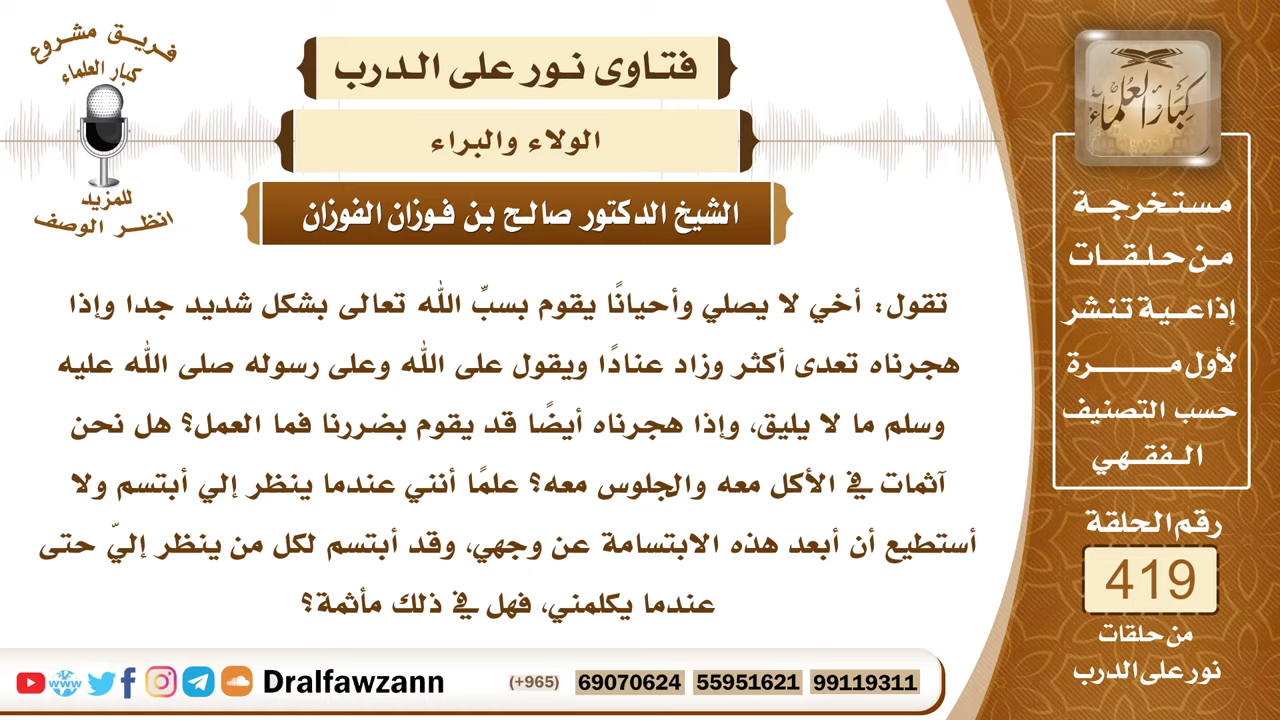 فريق مشروع
كبار العلماء
للمزيد
انظر الوصف
فتاوى نور على الدرب
الولاء والبراء
الشيخ الدكتور صالح بن فوزان الفوزان
تقول: أخي لا يصلي وأحيانًا يقوم بسبِّ الله تعالى بشكل شديد جدا وإذا
هجرناه تعدى أكثر وزاد عنادًا ويقول على الله وعلى رسوله صلى الله عليه
وسلم ما لا يليق، وإذا هجرناه أيضًا قد يقوم بضررنا فما العمل؟ هل نحن
آثمات في الأكل معه والجلوس معه؟ علمًا أنني عندما ينظر إلي أبتسم ولا
أستطيع أن أبعد هذه الابتسامة عن وجهي، وقد أبتسم لكل من ينظر إليّ حتى
عندما يكلمني، فهل في ذلك مأثمة؟
كبار العلماء
مستخرجة
من حلقات
إذاعية تنشر
لأول مرة
حسب التصنيف
الفقهي
رقم الحلقة
419
من حلقات
نور على الدرب
www
Dralfawzann
(+965)
69070624
55951621
99119311